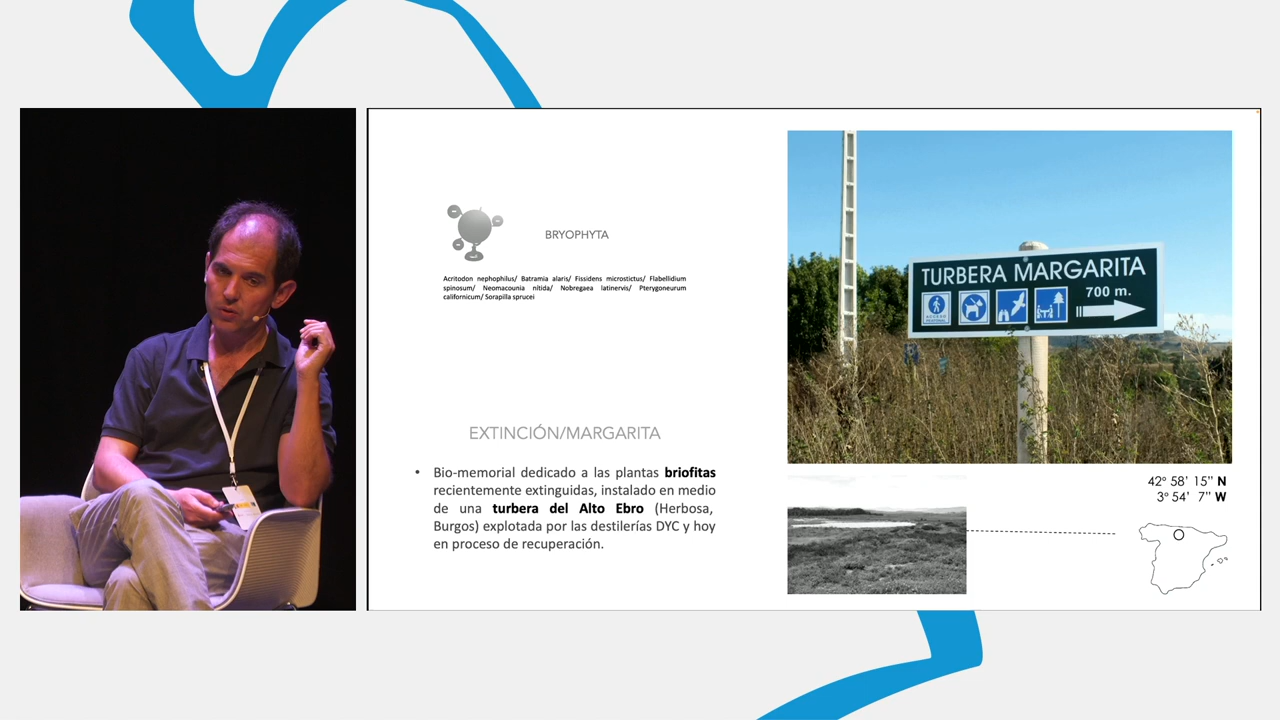 BRYOPHYTA
Acritodon nephophilus/ Batramia alaris/ Fissidens microstictus/ Flabellidium
spinosum/ Neomacounia nitida/ Nobregaea latinervis/ Pterygoneurum
californicum/ Sorapilla sprucei
EXTINCIÓN/MARGARITA
• Bio-memorial dedicado a las plantas briofitas
recientemente extinguidas, instalado en medio
de una turbera del Alto Ebro (Herbosa,
Burgos) explotada por las destilerías DYC y hoy
en proceso de recuperación.
TURBERA MARGARITA
700 m.
42º 58' 15" N
3º 54' 7" W